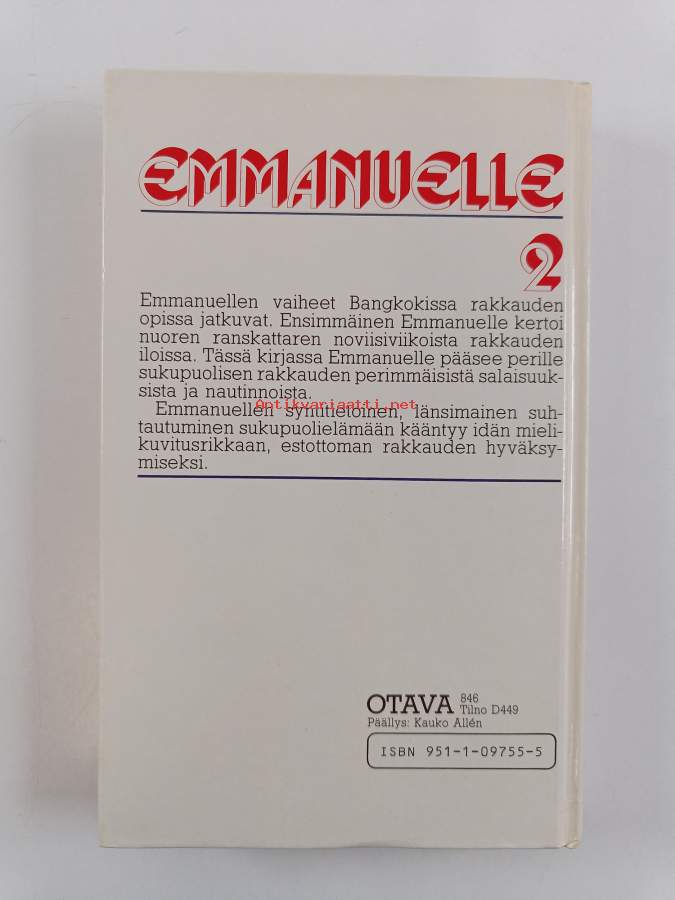 EMMANUELLE
2
Emmanuellen vaiheet Bangkokissa rakkauden
opissa jatkuvat. Ensimmäinen Emmanuelle kertoi
nuoren ranskattaren noviisiviikoista rakkauden
iloissa. Tässä kirjassa Emmanuelle pääsee perille
sukupuolisen rakkauden perimmäisistä salaisuuk-
sista ja nautinnoista.
Antikvariaatti.net
Emmanuellen syntitietoinen, länsimainen suh-
tautuminen sukupuolielämään kääntyy idän mieli-
kuvitusrikkaan, estottoman rakkauden hyväksy-
miseksi.
OTAVA 846
Tilno D449
Päällys: Kauko Allén
ISBN 951-1-09755-5